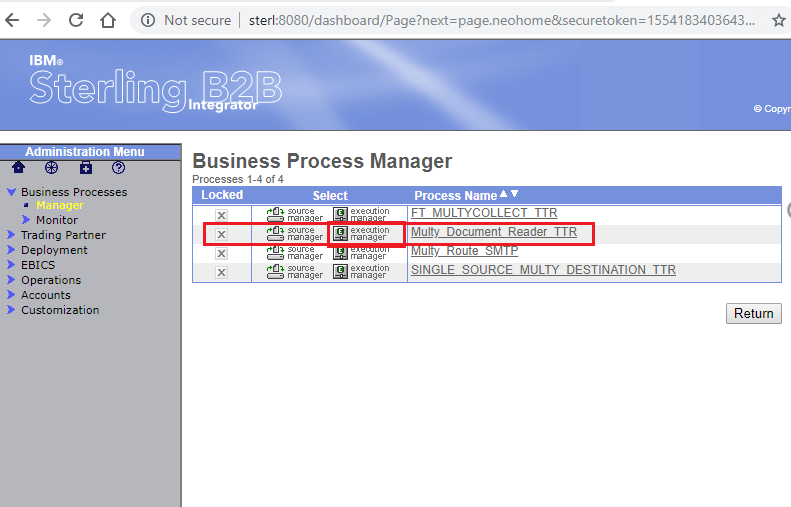 Not secure | sterl:8080/dashboard/Page?next=page.neohome&securetoken=1554183403643...
IBM®
Sterling B2B
Integrator
© Copyr
Administration Menu
Business Processes
Manager
Monitor
Trading Partner
Deployment
EBICS
Operations
Accounts
Customization
Business Process Manager
Processes 1-4 of 4
Locked Select Process Name
source manager execution manager FT_MULTYCOLLECT_TTR
source manager execution manager Multy_Document_Reader_TTR
source manager execution manager Multy_Route_SMTP
source manager execution manager SINGLE_SOURCE_MULTY_DESTINATION_TTR
Return